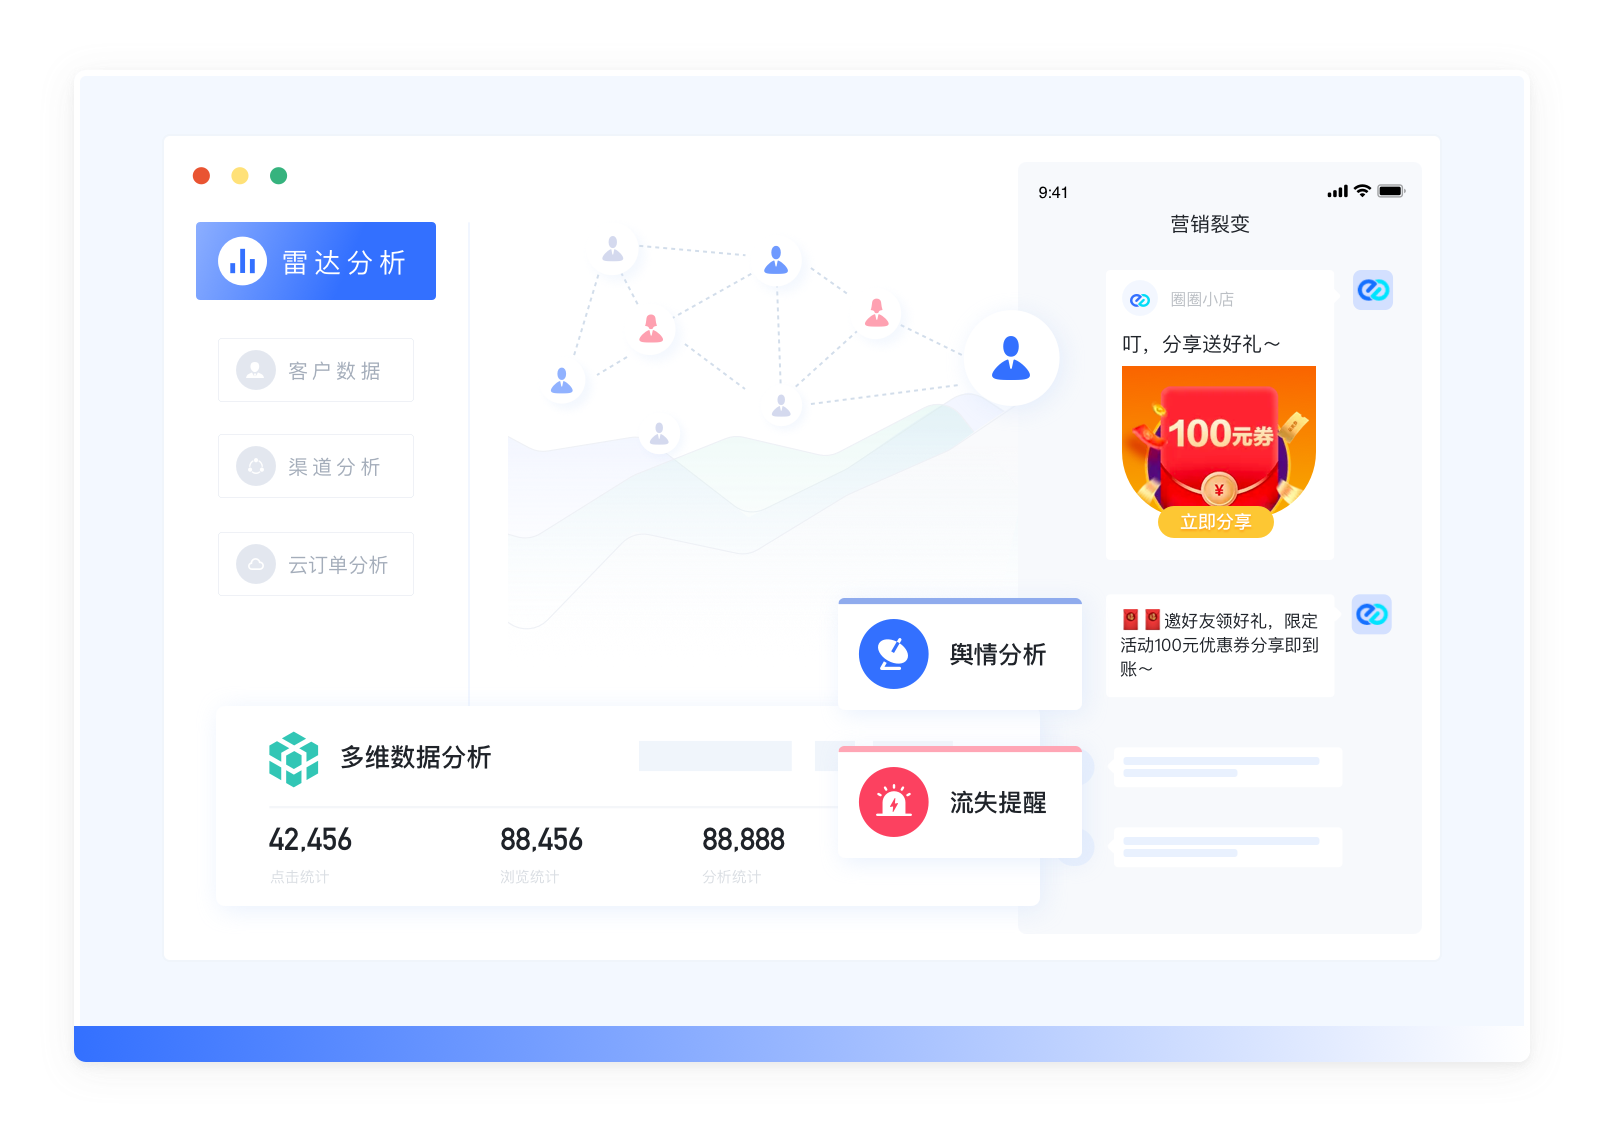 雷达分析
客户数据
渠道分析
云订单分析
9:41
营销裂变
圈圈小店
叮，分享送好礼～
100元券
¥
立即分享
邀好友领好礼，限定
活动100元优惠券分享即到
账～
舆情分析
流失提醒
多维数据分析
42,456
点击统计
88,456
浏览统计
88,888
分析统计